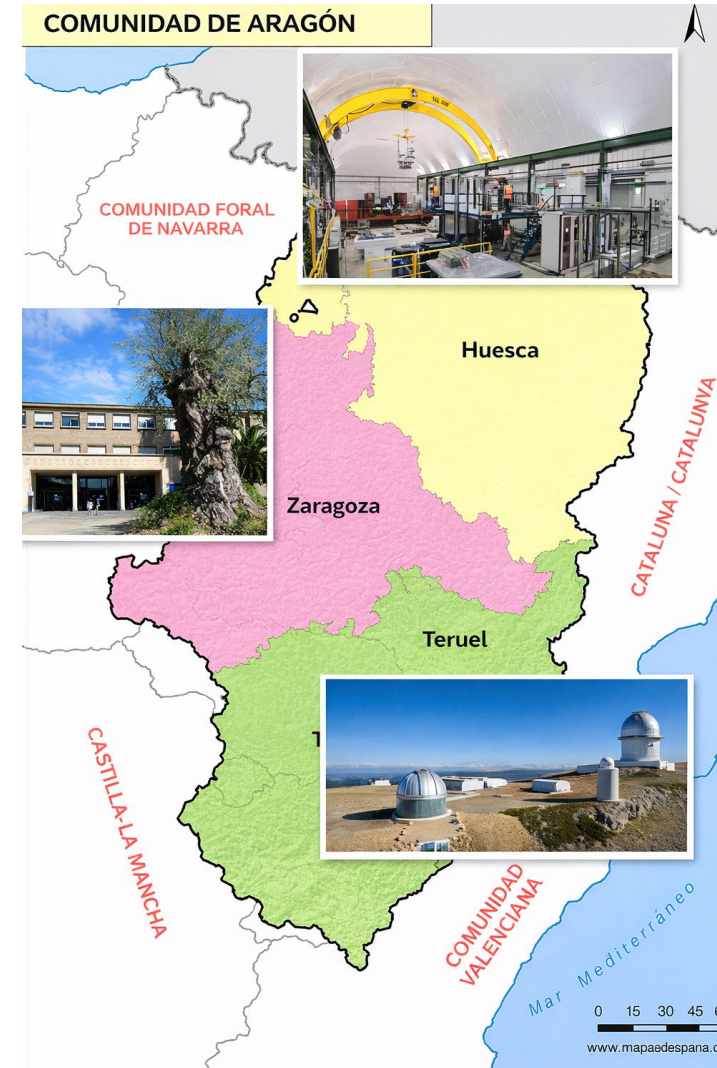 COMUNIDAD DE ARAGÓN
COMUNIDAD FORAL
DE NAVARRA
Huesca
CATALUNA / CATALUNYA
Zaragoza
Teruel
T
CASTILLA-LA MANCHA
COMUNIDAD
VALENCIANA
Mar Mediterráneo
0 15 30 45 6
www.mapaedespana.c